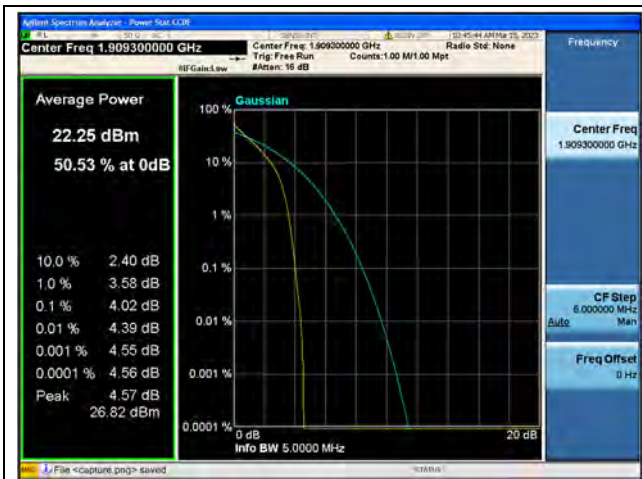 Agilent Spectrum Analyzer - Power Stat CCDF
Center Freq 1.909300000 GHz
Center Freq: 1.909300000 GHz
Radio Std: None
Trig: Free Run
Counts:1.00 M/1.00 Mpt
#IFGain:Low
#Atten: 16 dB
10:45:44 AM Mar 15, 2023
Frequency
Average Power
22.25 dBm
50.53 % at 0dB
10.0 % 2.40 dB
1.0 % 3.58 dB
0.1 % 4.02 dB
0.01 % 4.39 dB
0.001 % 4.55 dB
0.0001 % 4.56 dB
Peak 4.57 dB
26.82 dBm
Gaussian
100 %
10 %
1 %
0.1 %
0.01 %
0.001 %
0.0001 %
0 dB
20 dB
Info BW 5.0000 MHz
Center Freq
1.909300000 GHz
CF Step
6.000000 MHz
Auto Man
Freq Offset
0 Hz
MSG
File <capture.png> saved
STATUS